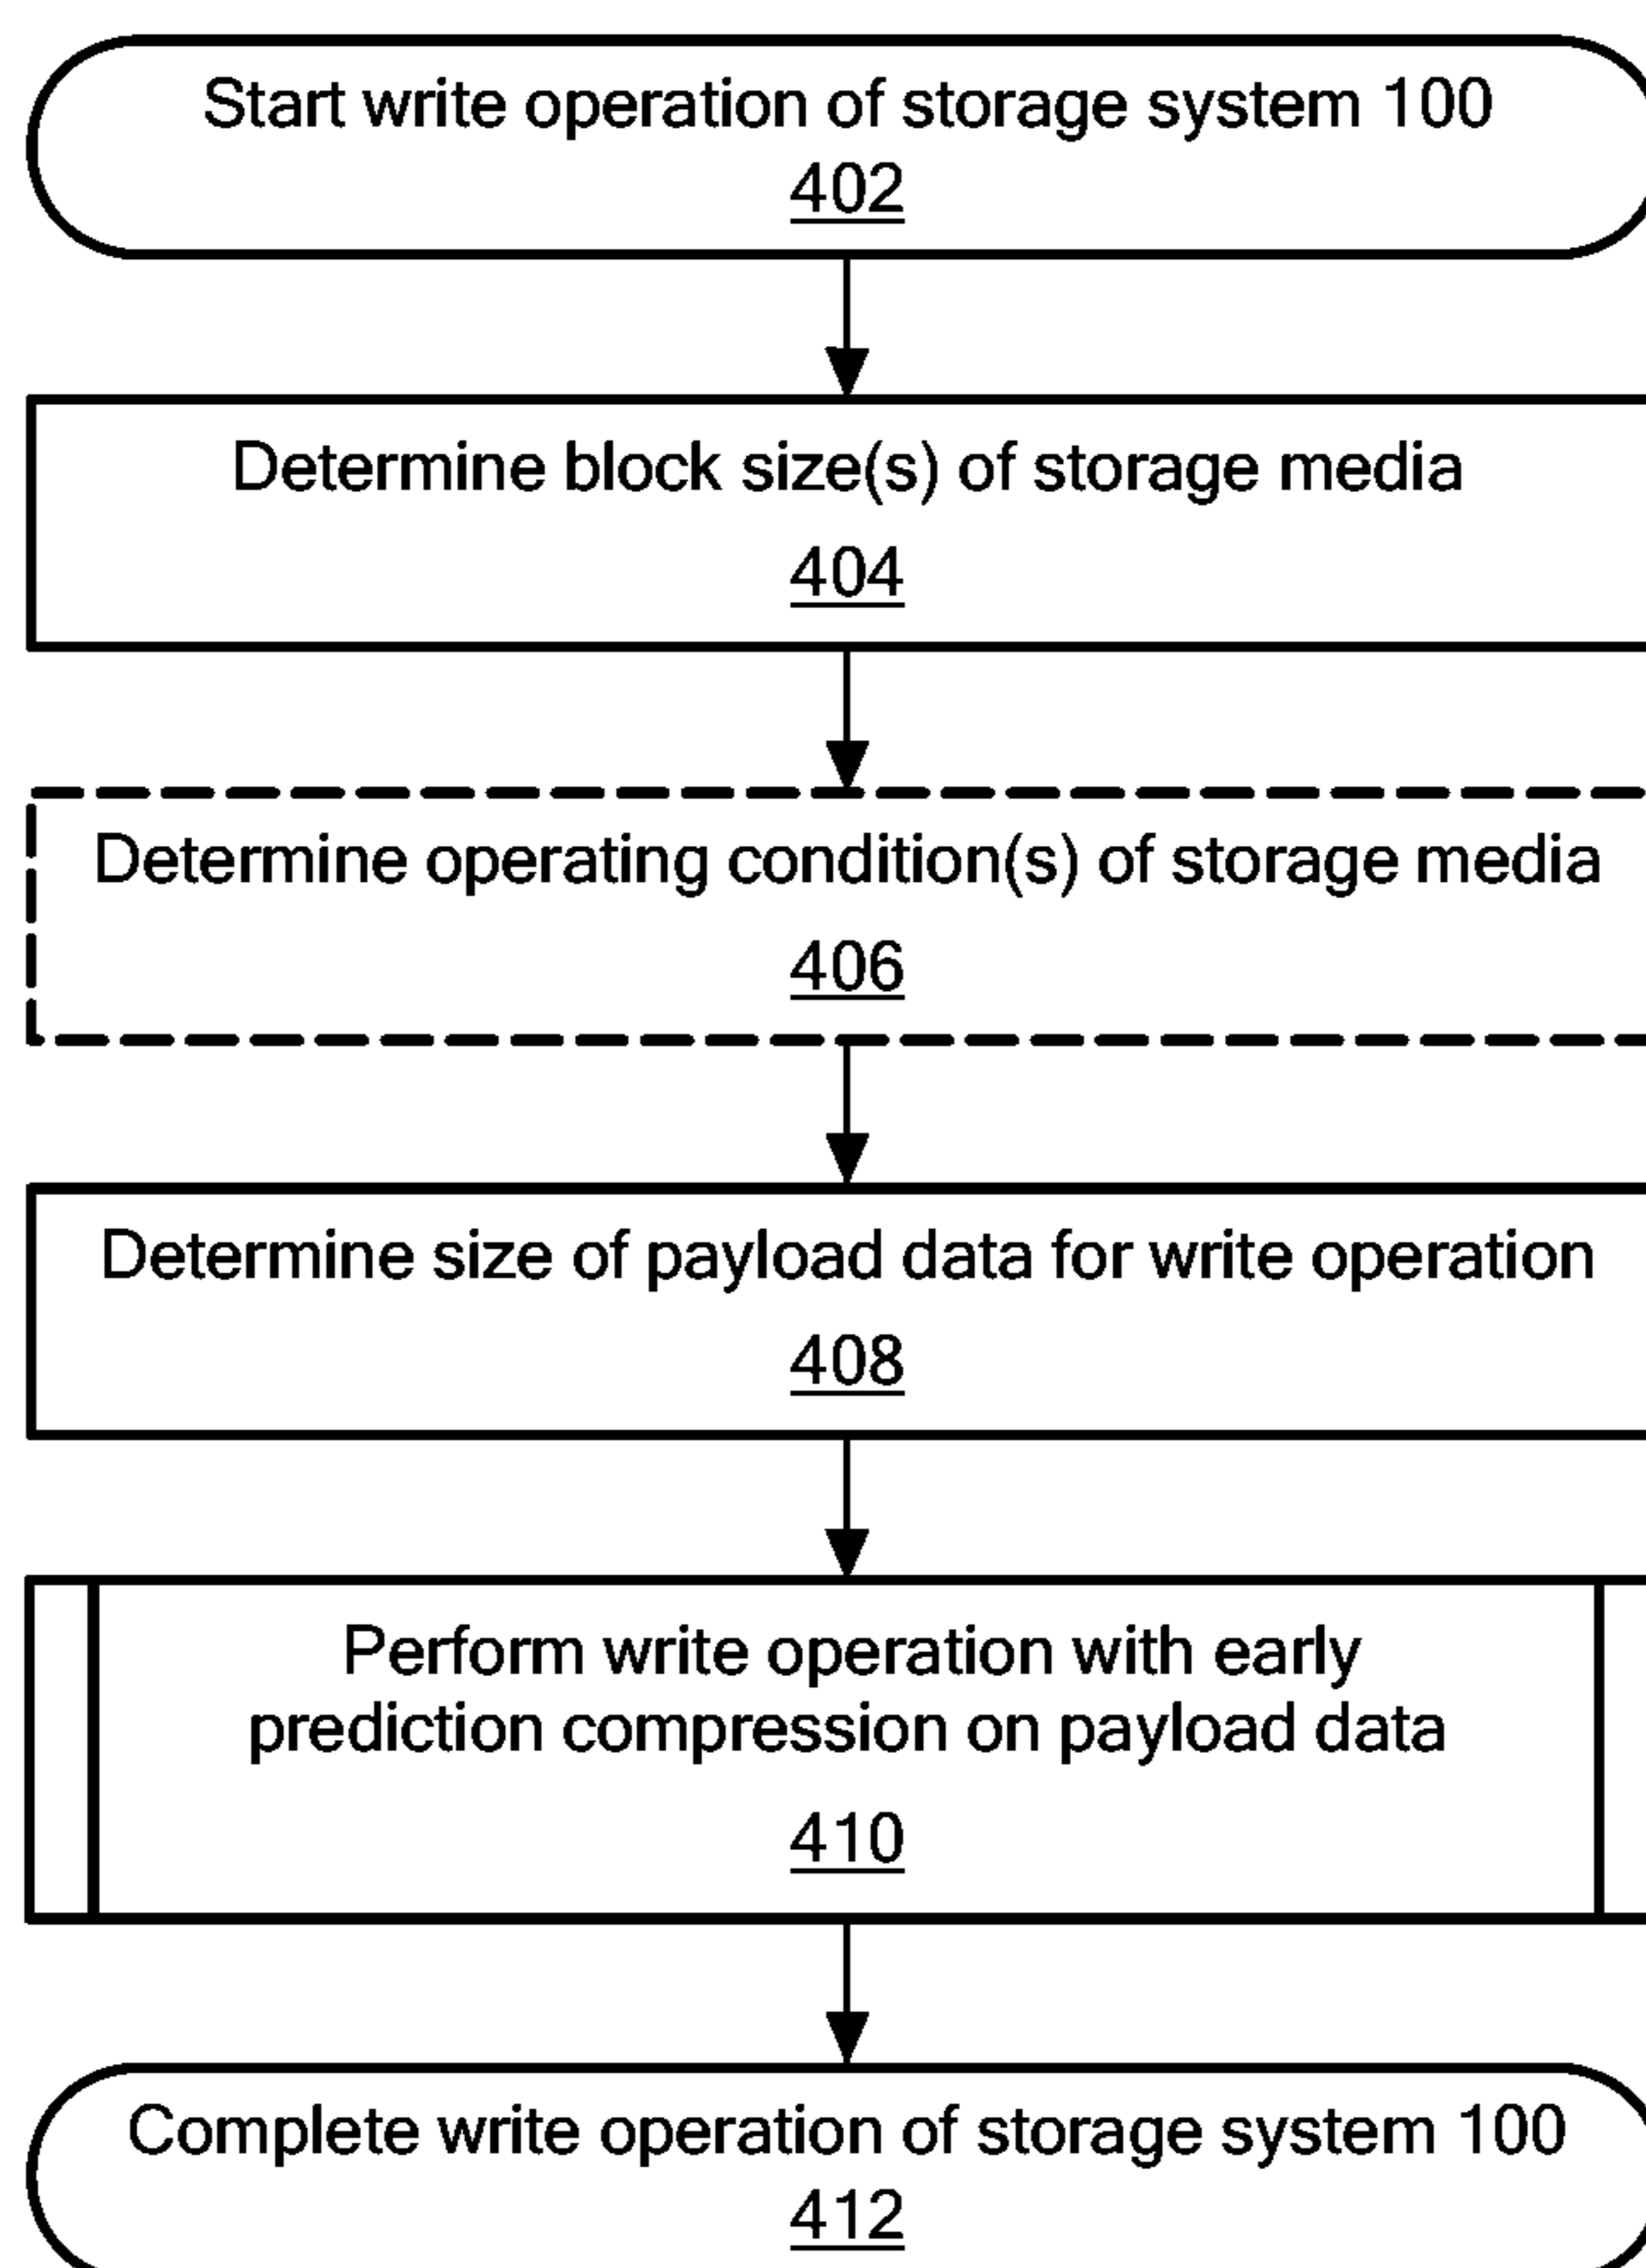 Start write operation of storage system 100
402
Determine block size(s) of storage media
404
Determine operating condition(s) of storage media
406
Determine size of payload data for write operation
408
Perform write operation with early
prediction compression on payload data
410
Complete write operation of storage system 100
412